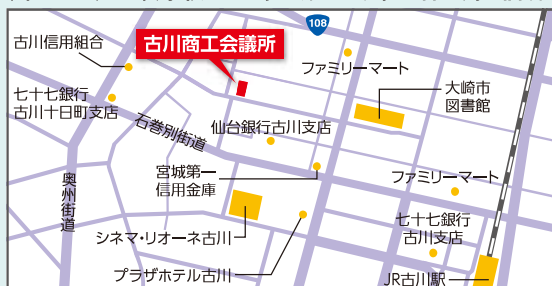 108
古川信用組合
古川商工会議所
ファミリーマート
七十七銀行
古川十日町支店
大崎市
図書館
石巻別街道
仙台銀行古川支店
宮城第一
信用金庫
ファミリーマート
奥州街道
シネマ・リオーネ古川
七十七銀行
古川支店
プラザホテル古川
JR古川駅